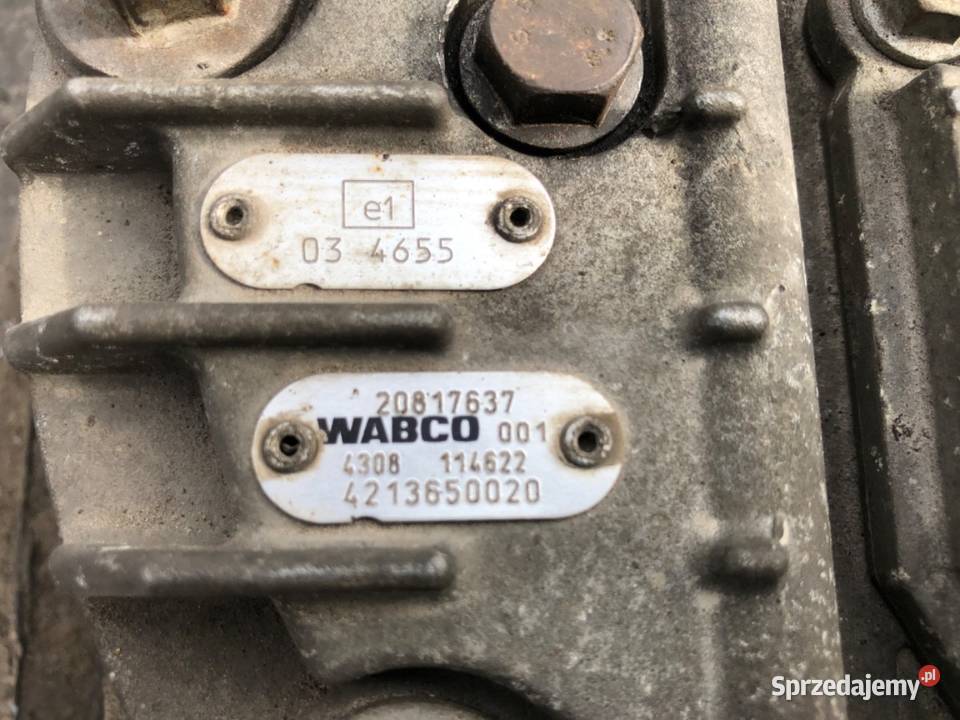 e1
03 4655
20817637
WABCO 001
4308 114622
4213650020
Sprzedajemy.pl